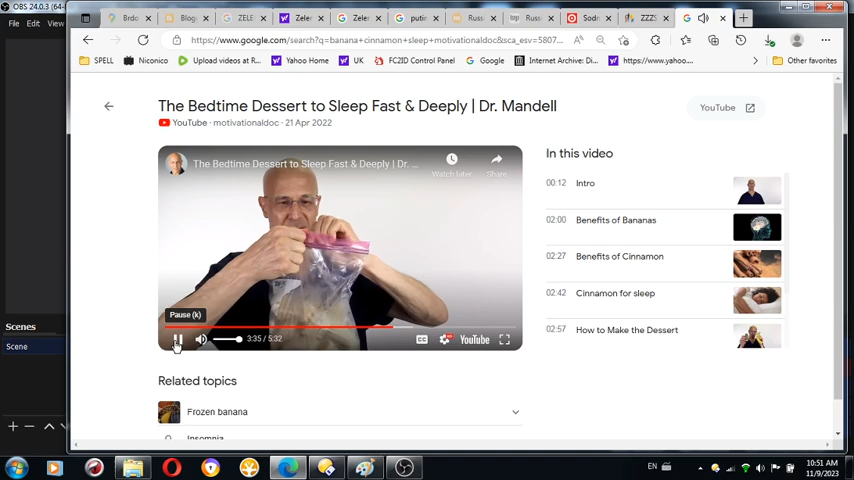 OBS 24.0.3 (64-
File Edit View
Brdo
Blog
ZELE
Zeler
Zeler
putir
Russ
Russ
Sodn
ZZZS
https://www.google.com/search?q=banana+cinnamon+sleep+motivationaldoc&sca_esv=5807...
SPELL
Niconico
Upload videos at R...
Yahoo Home
UK
FC2ID Control Panel
Google
Internet Archive: Di...
https://www.yahoo....
Other favorites
The Bedtime Dessert to Sleep Fast & Deeply | Dr. Mandell
YouTube · motivationaldoc · 21 Apr 2022
YouTube
The Bedtime Dessert to Sleep Fast & Deeply | Dr. ...
Watch later
Share
Pause (k)
3:35 / 5:32
CC
YouTube
In this video
00:12 Intro
02:00 Benefits of Bananas
02:27 Benefits of Cinnamon
02:42 Cinnamon for sleep
02:57 How to Make the Dessert
Related topics
Frozen banana
Insomnia
Scenes
Scene
EN
10:51 AM
11/9/2023